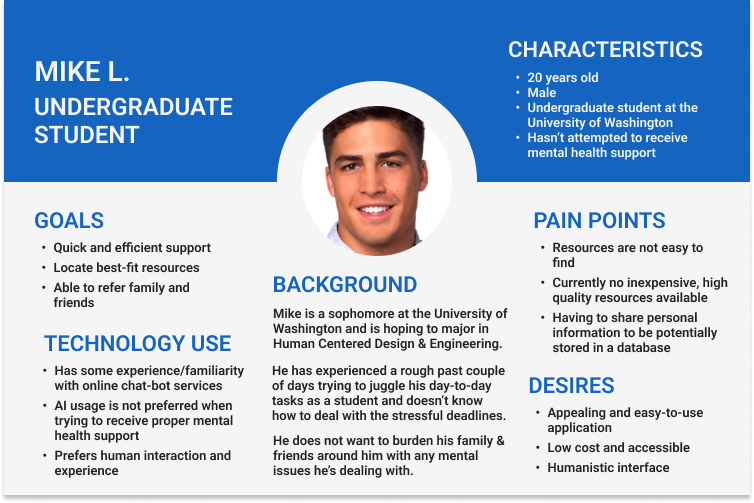 MIKE L.
UNDERGRADUATE
STUDENT
CHARACTERISTICS
• 20 years old
• Male
• Undergraduate student at the
University of Washington
• Hasn't attempted to receive
mental health support
GOALS
• Quick and efficient support
• Locate best-fit resources
• Able to refer family and
friends
TECHNOLOGY USE
• Has some experience/familiarity
with online chat-bot services
• AI usage is not preferred when
trying to receive proper mental
health support
• Prefers human interaction and
experience
BACKGROUND
Mike is a sophomore at the University of
Washington and is hoping to major in
Human Centered Design & Engineering.
He has experienced a rough past couple
of days trying to juggle his day-to-day
tasks as a student and doesn't know
how to deal with the stressful deadlines.
He does not want to burden his family &
friends around him with any mental
issues he's dealing with.
PAIN POINTS
• Resources are not easy to
find
• Currently no inexpensive, high
quality resources available
• Having to share personal
information to be potentially
stored in a database
DESIRES
• Appealing and easy-to-use
application
• Low cost and accessible
• Humanistic interface